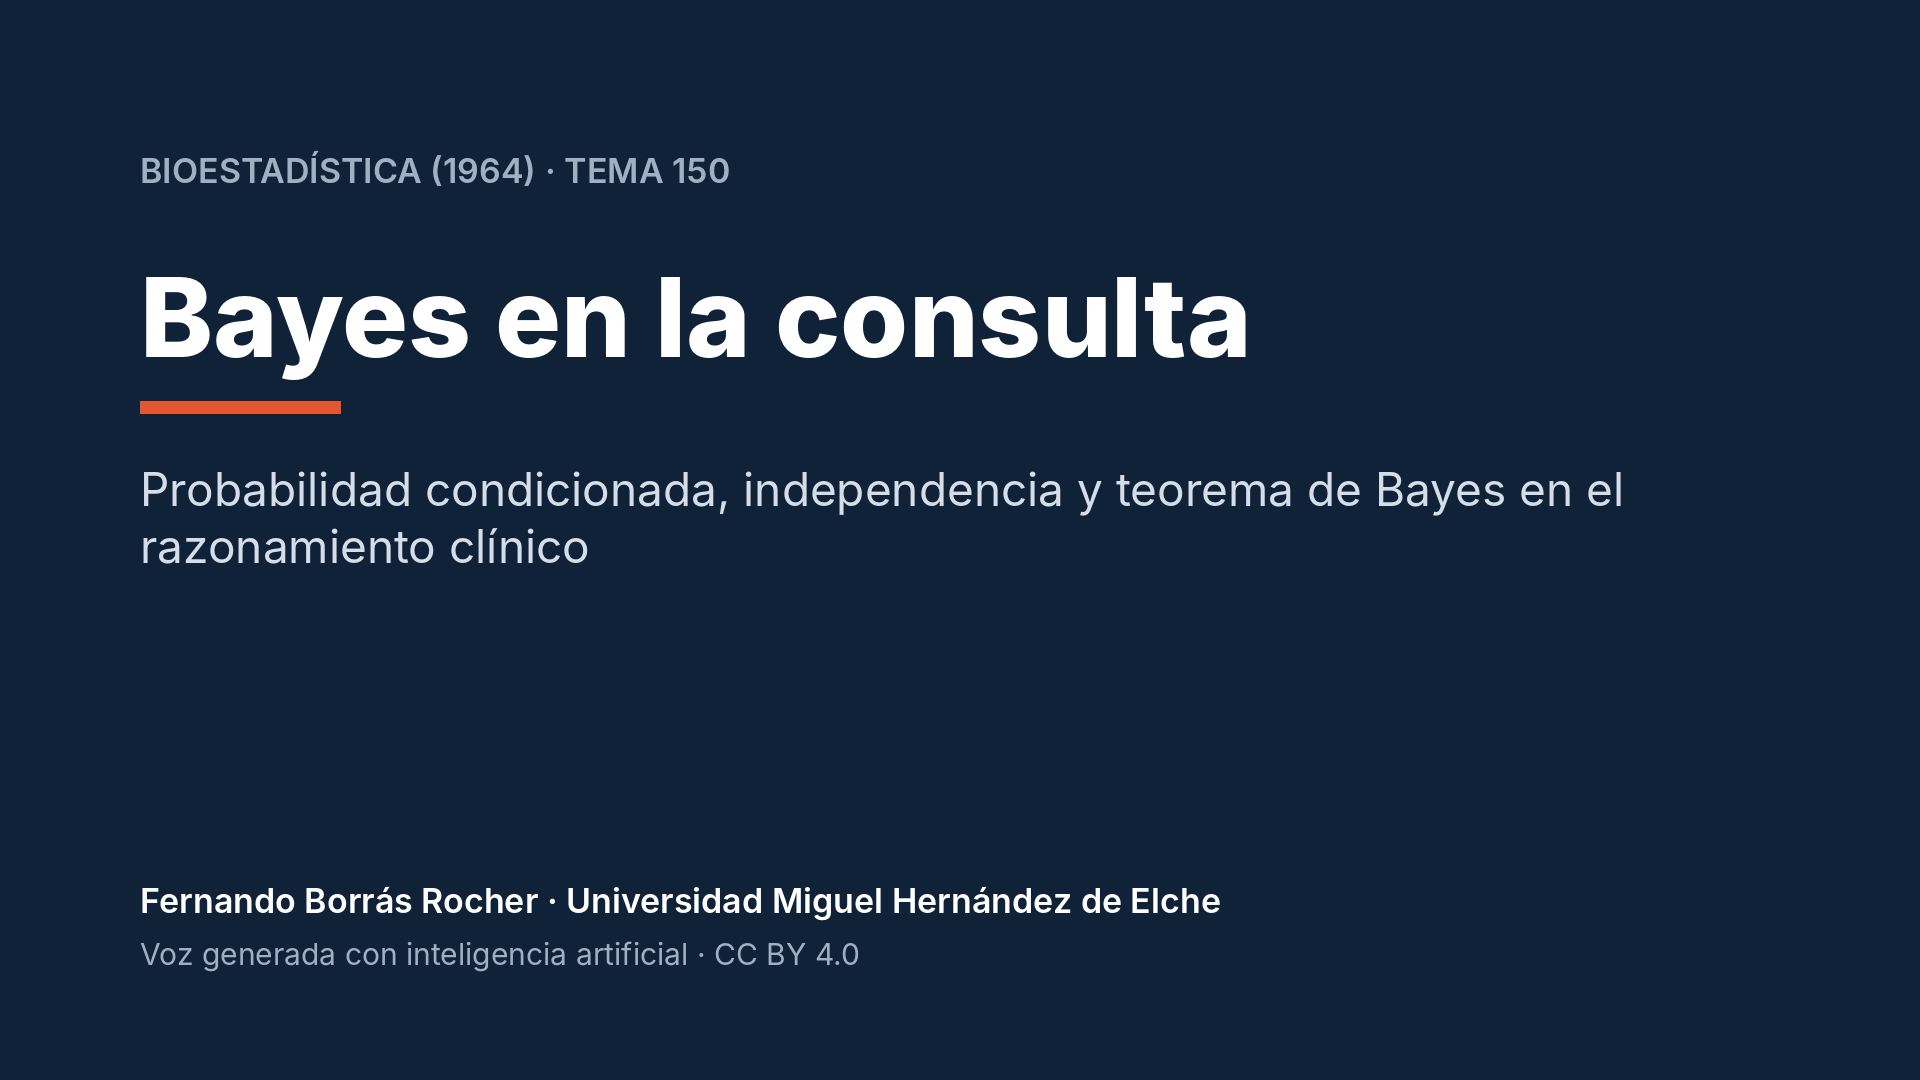 BIOESTADÍSTICA (1964) · TEMA 150
Bayes en la consulta
Probabilidad condicionada, independencia y teorema de Bayes en el
razonamiento clínico
Fernando Borrás Rocher · Universidad Miguel Hernández de Elche
Voz generada con inteligencia artificial · CC BY 4.0